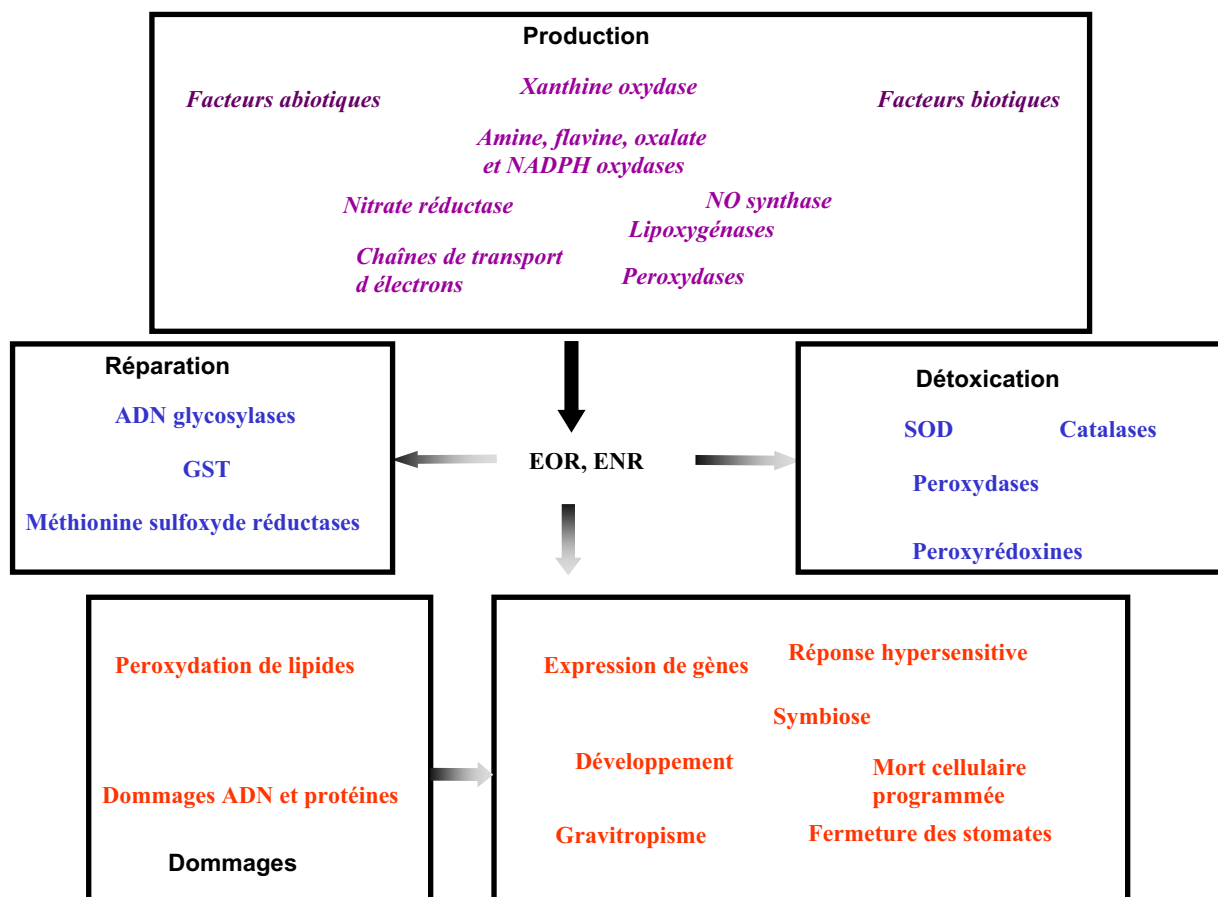 Production
Xanthine oxydase
Facteurs abiotiques
Facteurs biotiques
Amine, flavine, oxalate
et NADPH oxydases
Nitrate réductase
NO synthase
Lipoxygénases
Chaînes de transport
d électrons
Peroxydases
Réparation
ADN glycosylases
GST
Méthionine sulfoxyde réductases
EOR, ENR
Détoxication
SOD
Catalases
Peroxydases
Peroxyrédoxines
Peroxydation de lipides
Dommages ADN et protéines
Dommages
Expression de gènes
Réponse hypersensitive
Symbiose
Développement
Mort cellulaire
programmée
Gravitropisme
Fermeture des stomates